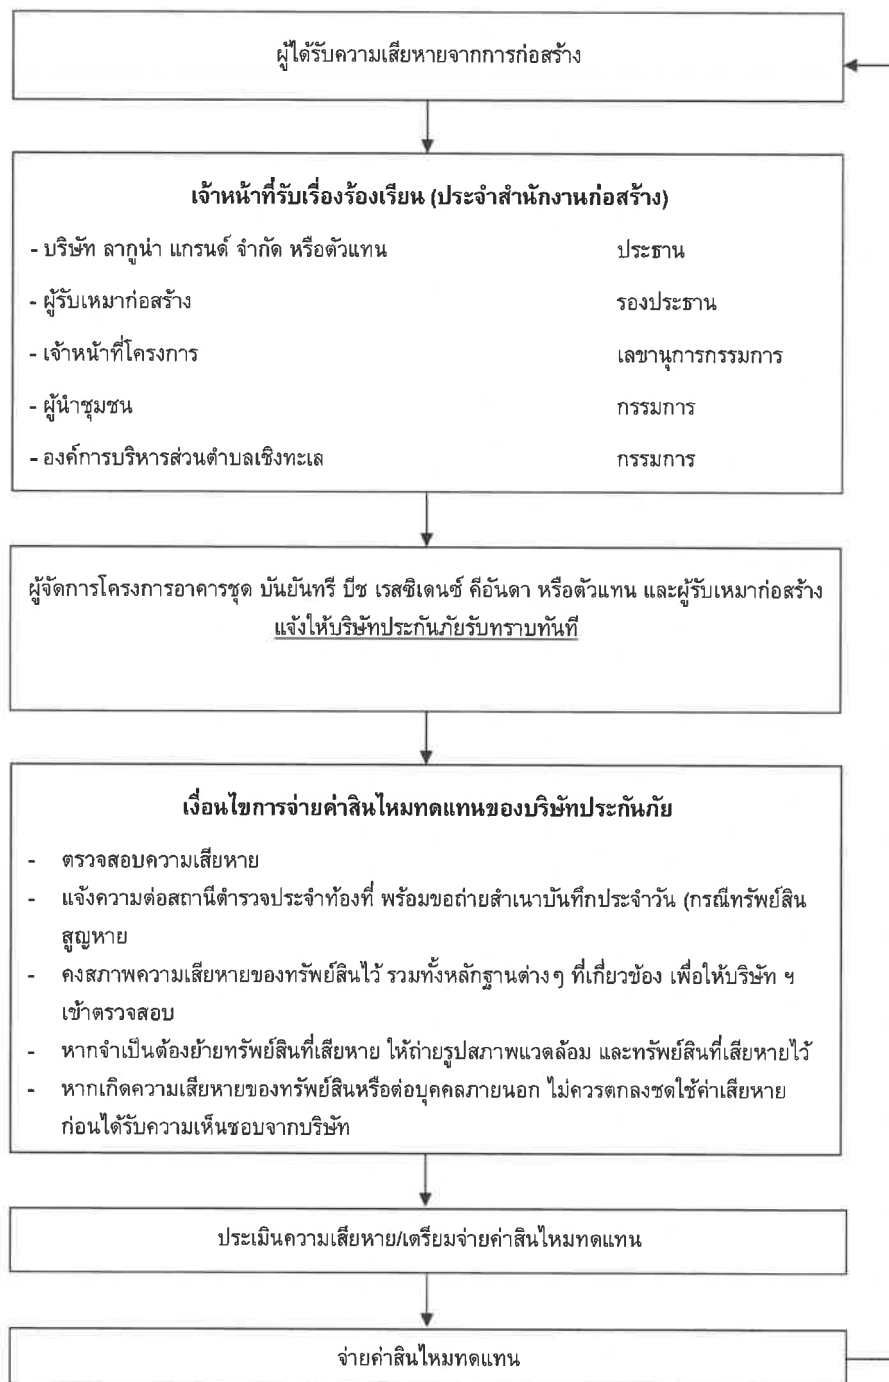 ผู้ได้รับความเสียหายจากการก่อสร้าง
เจ้าหน้าที่รับเรื่องร้องเรียน (ประจำสำนักงานก่อสร้าง)
- บริษัท ลากูน่า แกรนด์ จำกัด หรือตัวแทน ประธาน
- ผู้รับเหมาก่อสร้าง รองประธาน
- เจ้าหน้าที่โครงการ เลขานุการกรรมการ
- ผู้นำชุมชน กรรมการ
- องค์การบริหารส่วนตำบลเชิงทะเล กรรมการ
ผู้จัดการโครงการอาคารชุด บันยันทรี บีช เรสซิเดนซ์ คีอันดา หรือตัวแทน และผู้รับเหมาก่อสร้าง
แจ้งให้บริษัทประกันภัยรับทราบทันที
เงื่อนไขการจ่ายค่าสินไหมทดแทนของบริษัทประกันภัย
- ตรวจสอบความเสียหาย
- แจ้งความต่อสถานีตำรวจประจำท้องที่ พร้อมขอถ่ายสำเนาบันทึกประจำวัน (กรณีทรัพย์สิน
สูญหาย
- คงสภาพความเสียหายของทรัพย์สินไว้ รวมทั้งหลักฐานต่างๆ ที่เกี่ยวข้อง เพื่อให้บริษัท ฯ
เข้าตรวจสอบ
- หากจำเป็นต้องย้ายทรัพย์สินที่เสียหาย ให้ถ่ายรูปสภาพแวดล้อม และทรัพย์สินที่เสียหายไว้
- หากเกิดความเสียหายของทรัพย์สินหรือต่อบุคคลภายนอก ไม่ควรตกลงชดใช้ค่าเสียหาย
ก่อนได้รับความเห็นชอบจากบริษัท
ประเมินความเสียหาย/เตรียมจ่ายค่าสินไหมทดแทน
จ่ายค่าสินไหมทดแทน